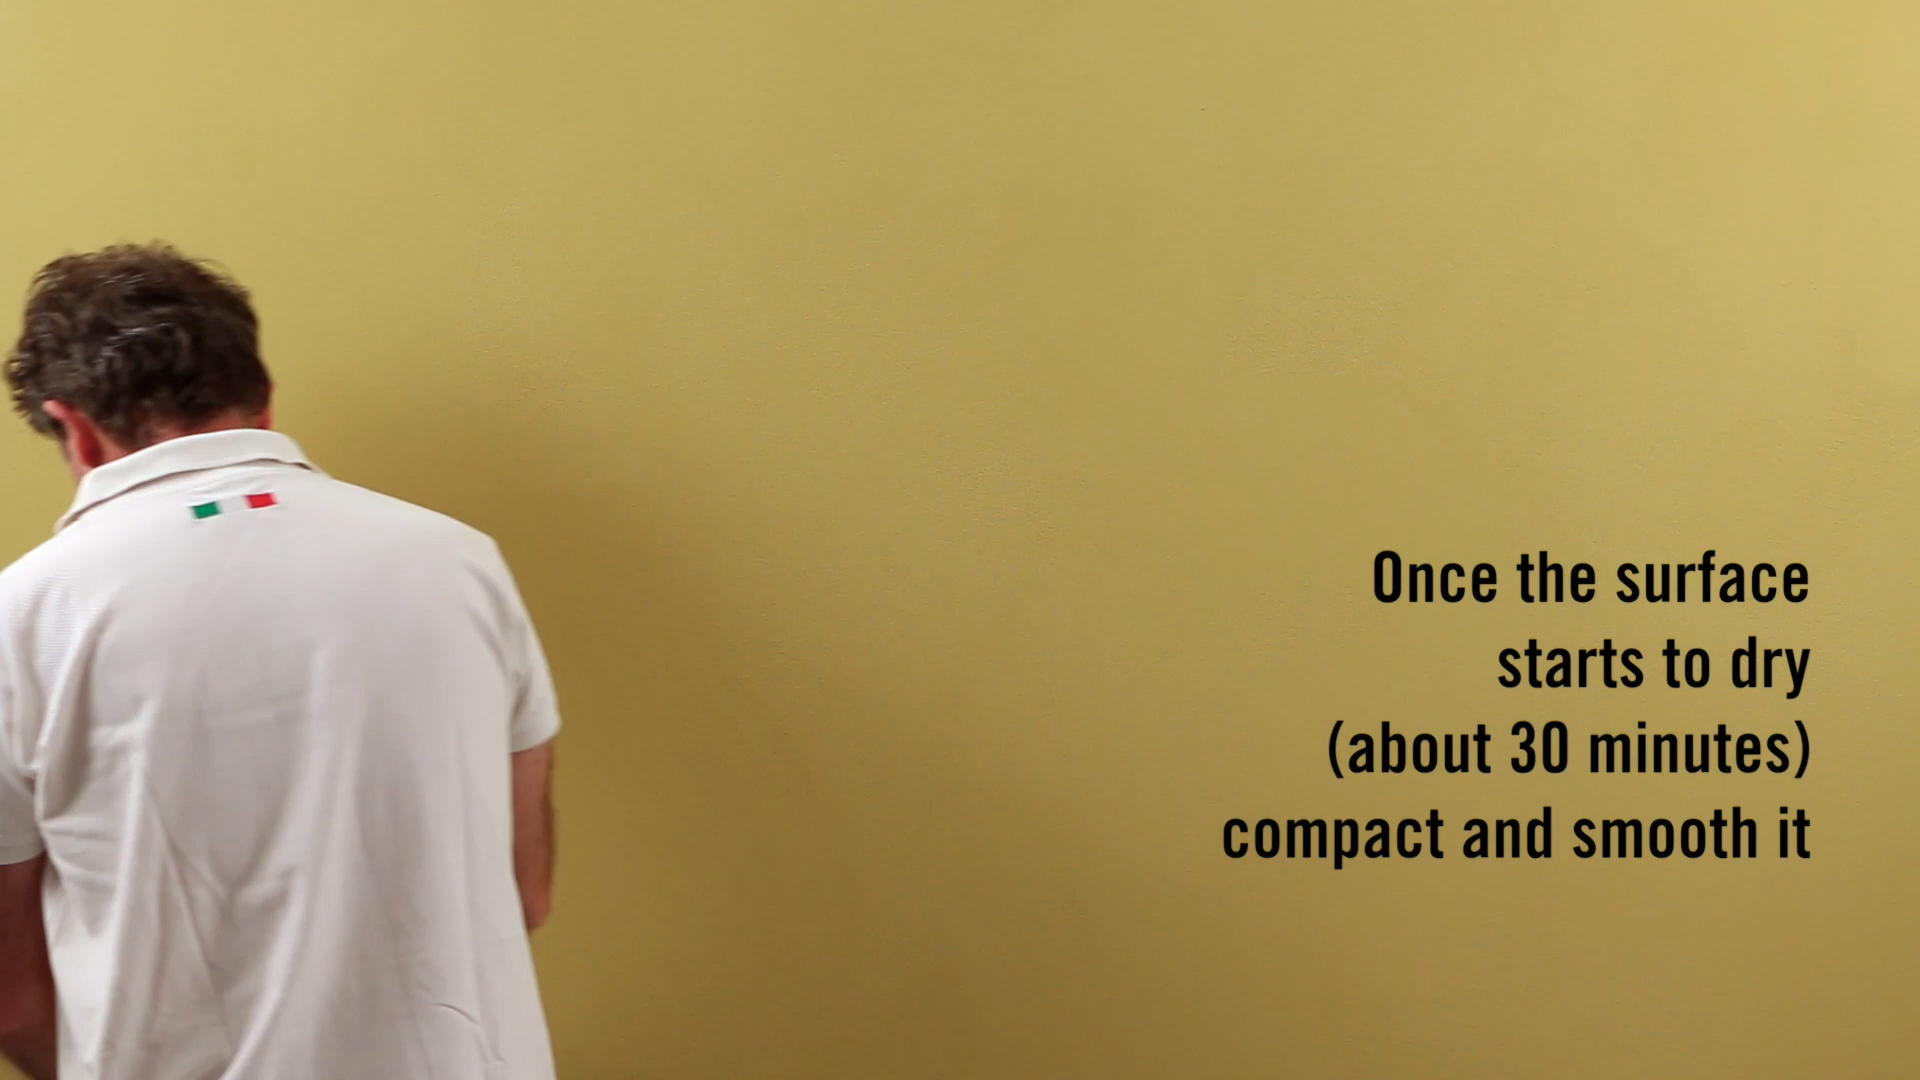 Once the surface
starts to dry
(about 30 minutes)
compact and smooth it